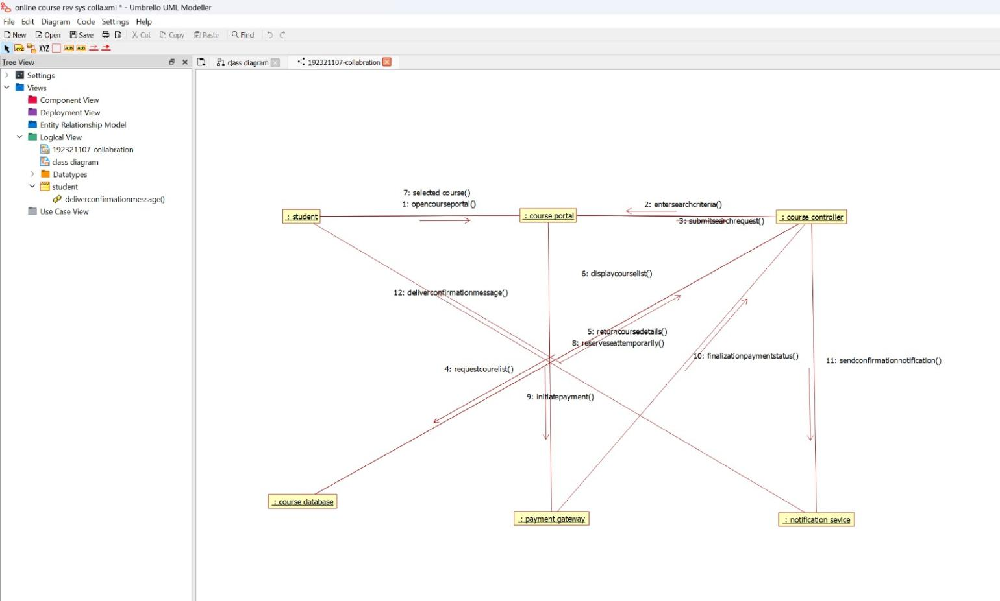 online course rev sys colla.xmi * - Umbrello UML Modeller
File Edit Diagram Code Settings Help
New Open Save Cut Copy Paste Find
XYZ XYZ A:B A:B
Tree View
class diagram
192321107-collabration
Settings
Views
Component View
Deployment View
Entity Relationship Model
Logical View
192321107-collabration
class diagram
Datatypes
ABC student
deliverconfirmationmessage()
Use Case View
7: selected course()
1: opencourseportal()
2: entersearchcriteria()
: student
: course portal
: course controller
3: submitsearchrequest()
6: displaycourselist()
12: deliverconfirmationmessage()
5: returncoursedetails()
8: reserveseattemporarily()
10: finalizationpaymentstatus()
11: sendconfirmationnotification()
4: requestcourelist()
9: initiatepayment()
: course database
: payment gateway
: notification sevice